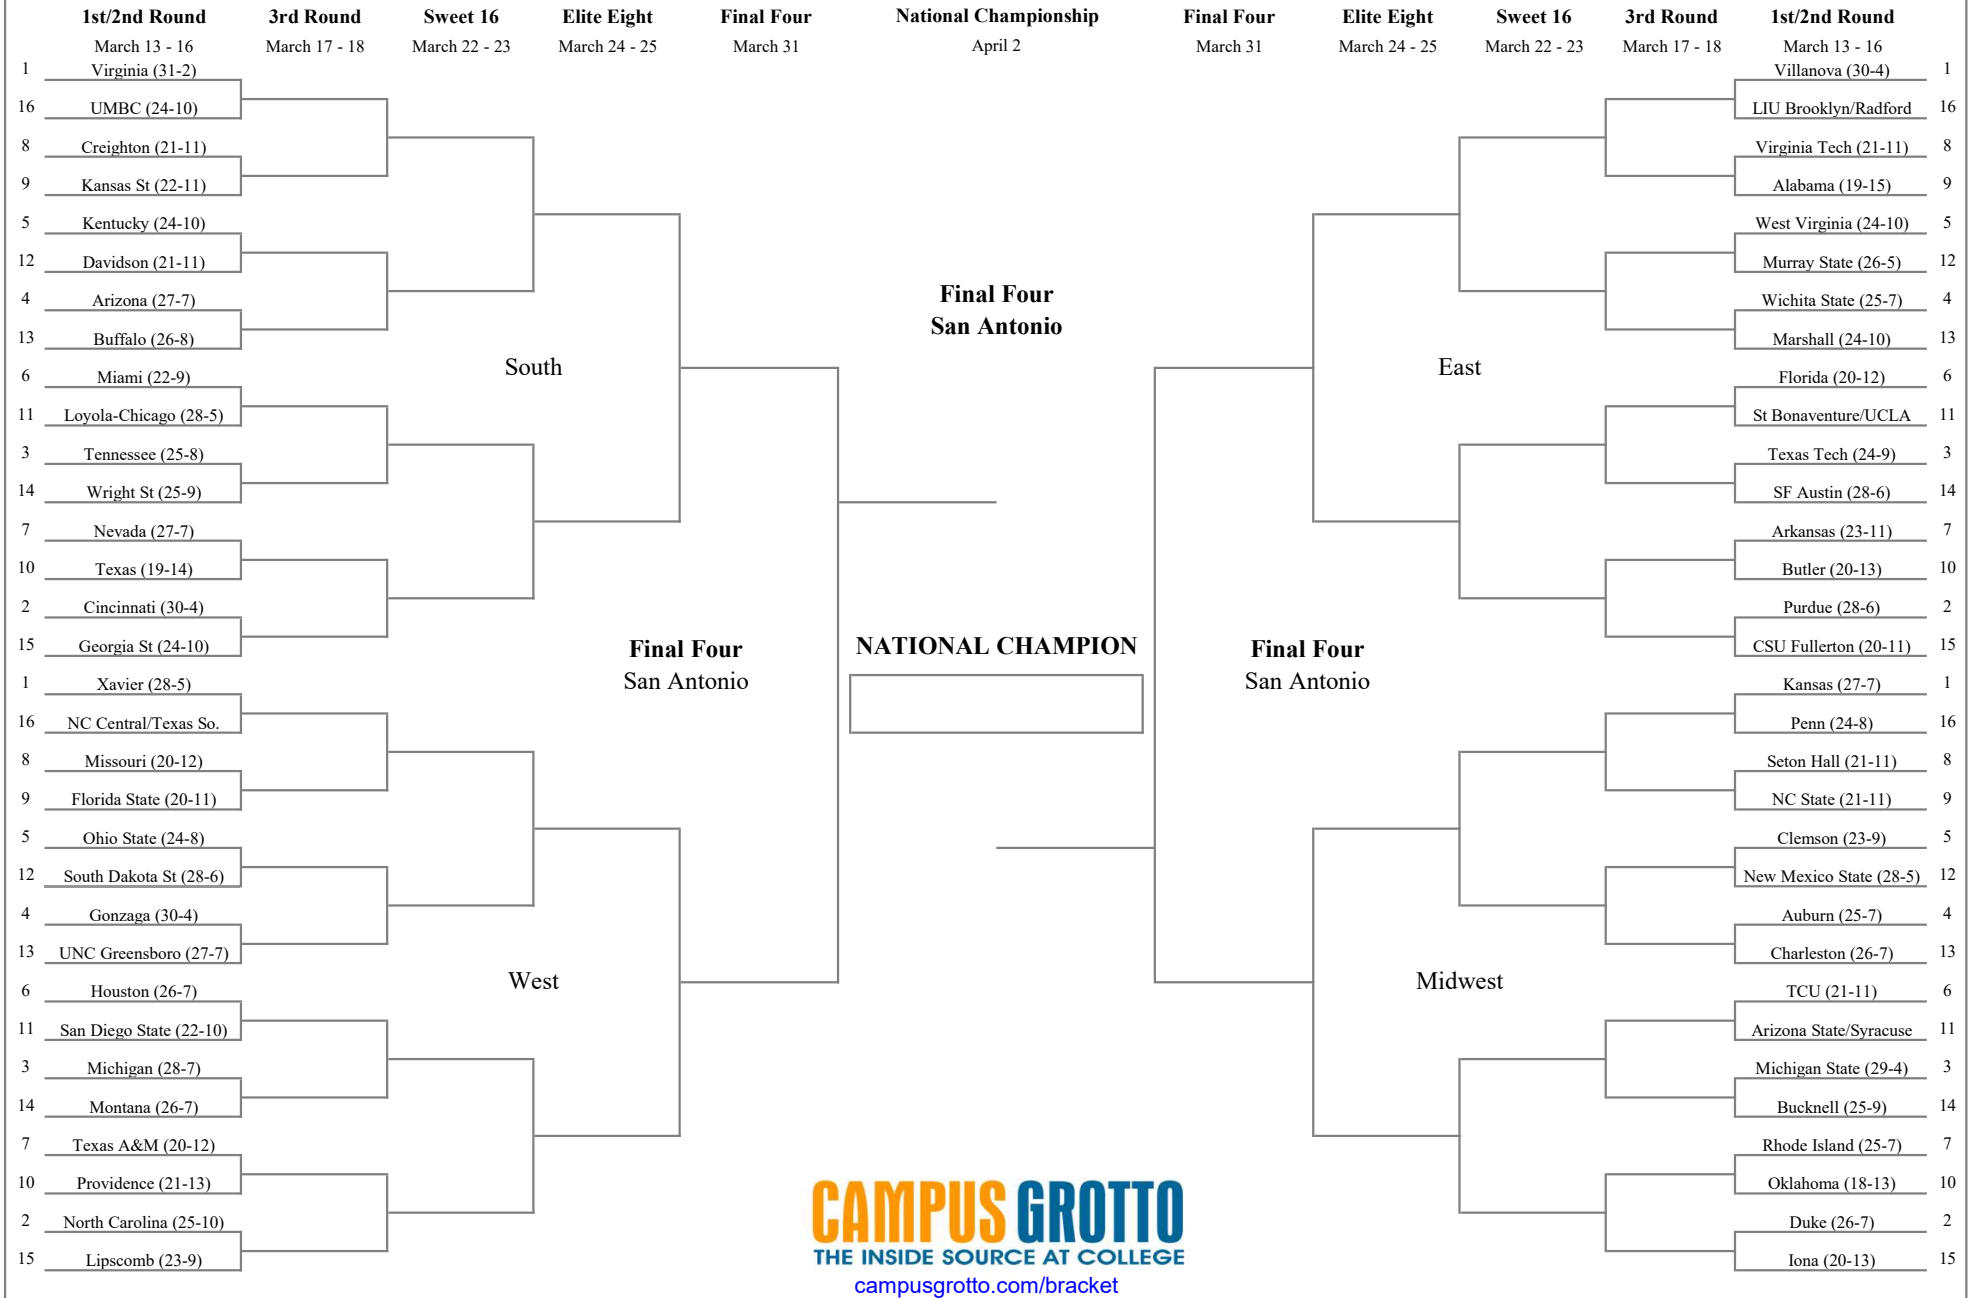 1st/2nd Round 3rd Round Sweet 16 Elite Eight Final Four National Championship Final Four Elite Eight Sweet 16 3rd Round 1st/2nd Round
March 13 - 16 March 17 - 18 March 22 - 23 March 24 - 25 March 31 April 2 March 31 March 24 - 25 March 22 - 23 March 17 - 18 March 13 - 16
1 Virginia (31-2) Villanova (30-4) 1
16 UMBC (24-10) LIU Brooklyn/Radford 16
8 Creighton (21-11) Virginia Tech (21-11) 8
9 Kansas St (22-11) Alabama (19-15) 9
5 Kentucky (24-10) West Virginia (24-10) 5
12 Davidson (21-11) Murray State (26-5) 12
4 Arizona (27-7) Final Four Wichita State (25-7) 4
13 Buffalo (26-8) San Antonio Marshall (24-10) 13
South East
6 Miami (22-9) Florida (20-12) 6
11 Loyola-Chicago (28-5) St Bonaventure/UCLA 11
3 Tennessee (25-8) Texas Tech (24-9) 3
14 Wright St (25-9) SF Austin (28-6) 14
7 Nevada (27-7) Arkansas (23-11) 7
10 Texas (19-14) Butler (20-13) 10
2 Cincinnati (30-4) Purdue (28-6) 2
15 Georgia St (24-10) Final Four NATIONAL CHAMPION Final Four CSU Fullerton (20-11) 15
1 Xavier (28-5) San Antonio San Antonio Kansas (27-7) 1
16 NC Central/Texas So. Penn (24-8) 16
8 Missouri (20-12) Seton Hall (21-11) 8
9 Florida State (20-11) NC State (21-11) 9
5 Ohio State (24-8) Clemson (23-9) 5
12 South Dakota St (28-6) New Mexico State (28-5) 12
4 Gonzaga (30-4) Auburn (25-7) 4
13 UNC Greensboro (27-7) Charleston (26-7) 13
West Midwest
6 Houston (26-7) TCU (21-11) 6
11 San Diego State (22-10) Arizona State/Syracuse 11
3 Michigan (28-7) Michigan State (29-4) 3
14 Montana (26-7) Bucknell (25-9) 14
7 Texas A&M (20-12) Rhode Island (25-7) 7
10 Providence (21-13) Oklahoma (18-13) 10
2 North Carolina (25-10) Duke (26-7) 2
15 Lipscomb (23-9) Iona (20-13) 15
CAMPUS GROTTO
THE INSIDE SOURCE AT COLLEGE
campusgrotto.com/bracket